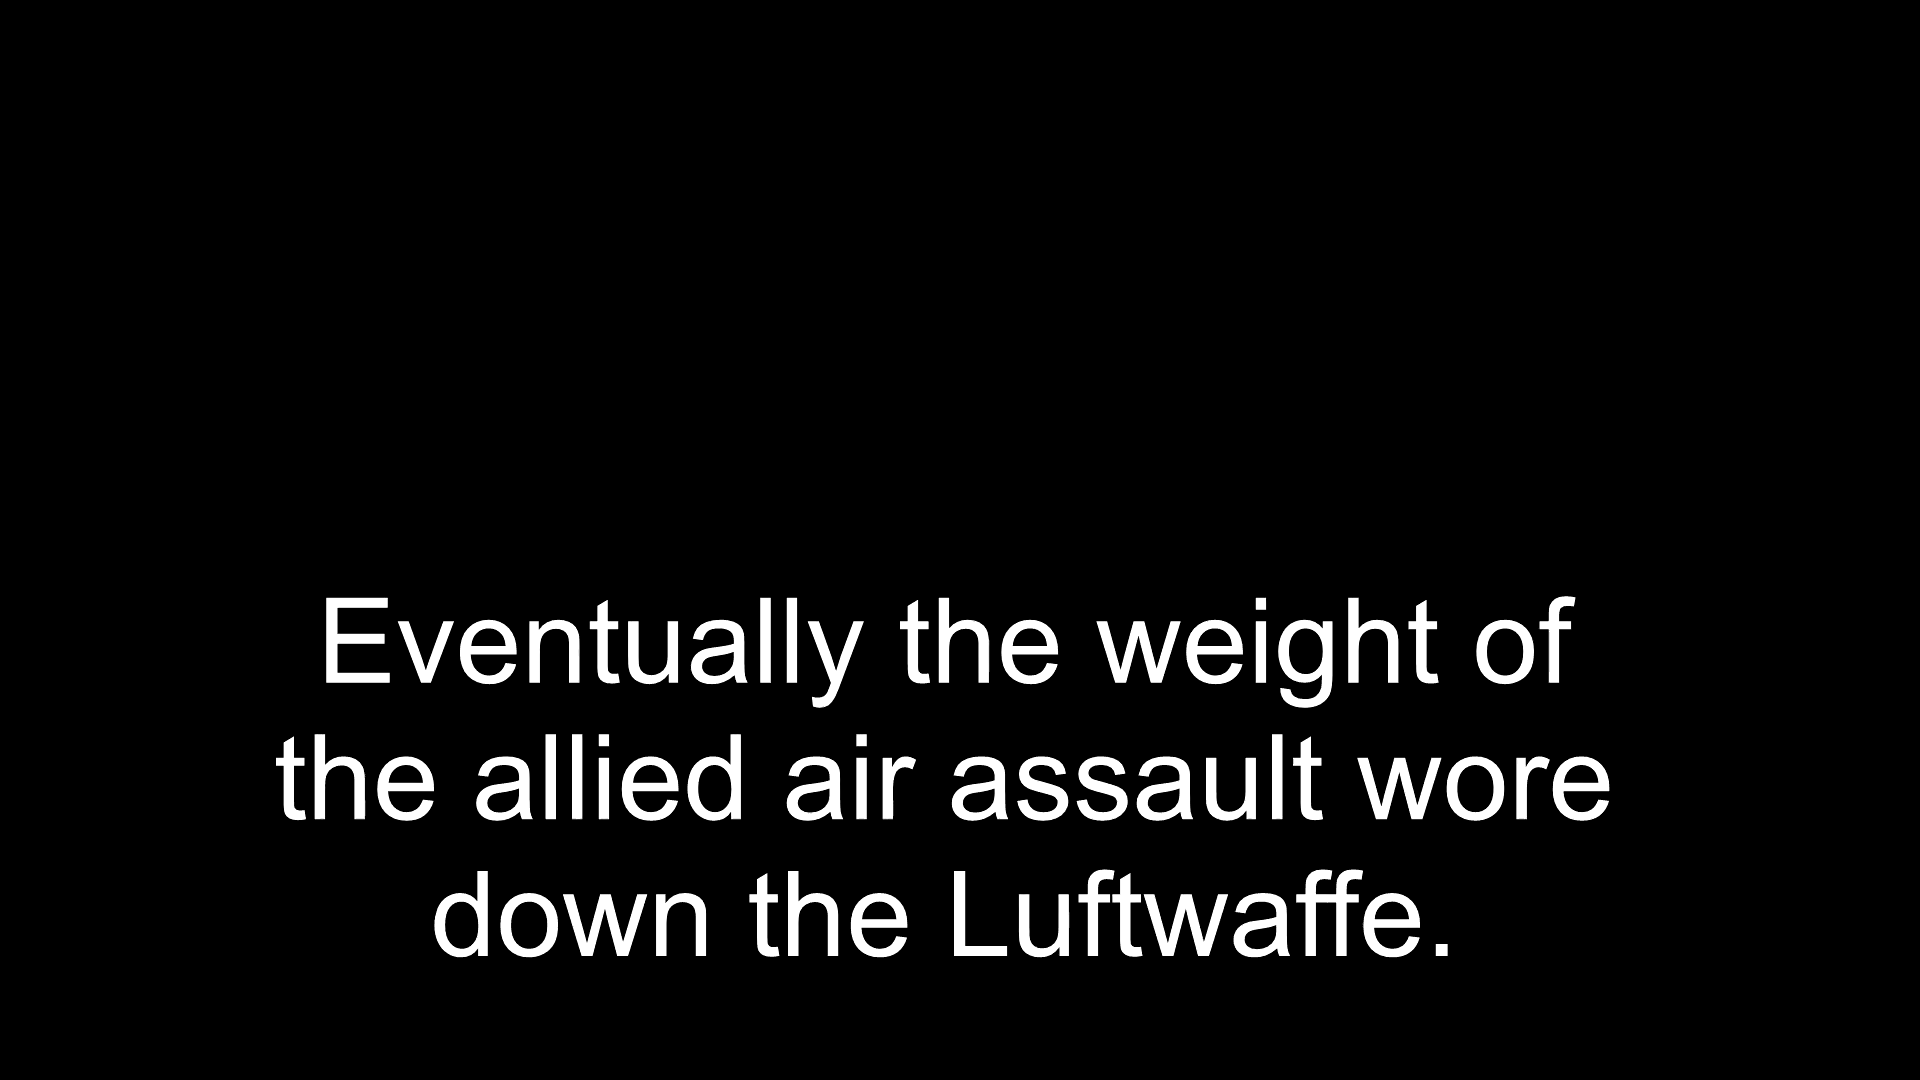 Eventually the weight of
the allied air assault wore
down the Luftwaffe.